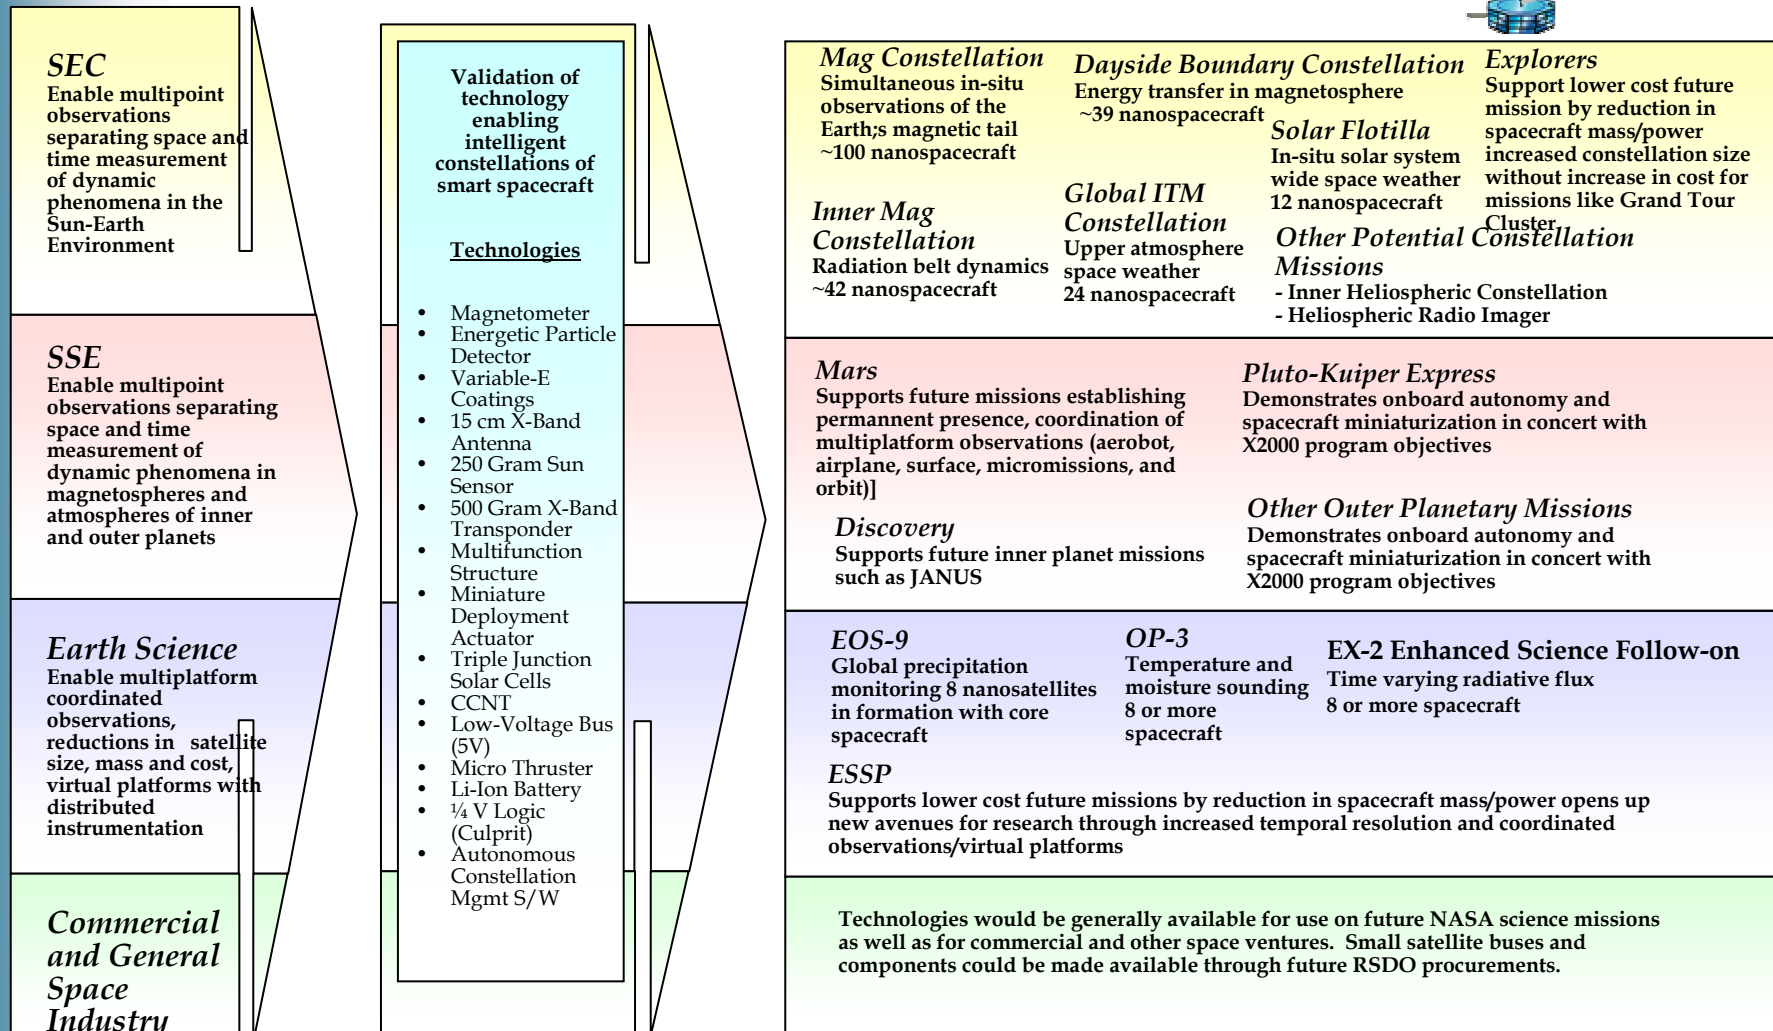 SEC
Enable multipoint
observations
separating space and
time measurement
of dynamic
phenomena in the
Sun-Earth
Environment
SSE
Enable multipoint
observations separating
space and time
measurement of
dynamic phenomena in
magnetospheres and
atmospheres of inner
and outer planets
Earth Science
Enable multiplatform
coordinated
observations,
reductions in satellite
size, mass and cost,
virtual platforms with
distributed
instrumentation
Commercial
and General
Space
Industry
Validation of
technology
enabling
intelligent
constellations of
smart spacecraft
Technologies
• Magnetometer
• Energetic Particle
Detector
• Variable-E
Coatings
• 15 cm X-Band
Antenna
• 250 Gram Sun
Sensor
• 500 Gram X-Band
Transponder
• Multifunction
Structure
• Miniature
Deployment
Actuator
• Triple Junction
Solar Cells
• CCNT
• Low-Voltage Bus
(5V)
• Micro Thruster
• Li-Ion Battery
• ¼ V Logic
(Culprit)
• Autonomous
Constellation
Mgmt S/W
Mag Constellation
Simultaneous in-situ
observations of the
Earth;s magnetic tail
~100 nanospacecraft
Dayside Boundary Constellation
Energy transfer in magnetosphere
~39 nanospacecraft
Explorers
Support lower cost future
mission by reduction in
spacecraft mass/power
increased constellation size
without increase in cost for
missions like Grand Tour
Cluster
Solar Flotilla
In-situ solar system
wide space weather
12 nanospacecraft
Inner Mag
Constellation
Radiation belt dynamics
~42 nanospacecraft
Global ITM
Constellation
Upper atmosphere
space weather
24 nanospacecraft
Other Potential Constellation
Missions
- Inner Heliospheric Constellation
- Heliospheric Radio Imager
Mars
Supports future missions establishing
permannent presence, coordination of
multiplatform observations (aerobot,
airplane, surface, micromissions, and
orbit)]
Pluto-Kuiper Express
Demonstrates onboard autonomy and
spacecraft miniaturization in concert with
X2000 program objectives
Discovery
Supports future inner planet missions
such as JANUS
Other Outer Planetary Missions
Demonstrates onboard autonomy and
spacecraft miniaturization in concert with
X2000 program objectives
EOS-9
Global precipitation
monitoring 8 nanosatellites
in formation with core
spacecraft
OP-3
Temperature and
moisture sounding
8 or more
spacecraft
EX-2 Enhanced Science Follow-on
Time varying radiative flux
8 or more spacecraft
ESSP
Supports lower cost future missions by reduction in spacecraft mass/power opens up
new avenues for research through increased temporal resolution and coordinated
observations/virtual platforms
Technologies would be generally available for use on future NASA science missions
as well as for commercial and other space ventures. Small satellite buses and
components could be made available through future RSDO procurements.